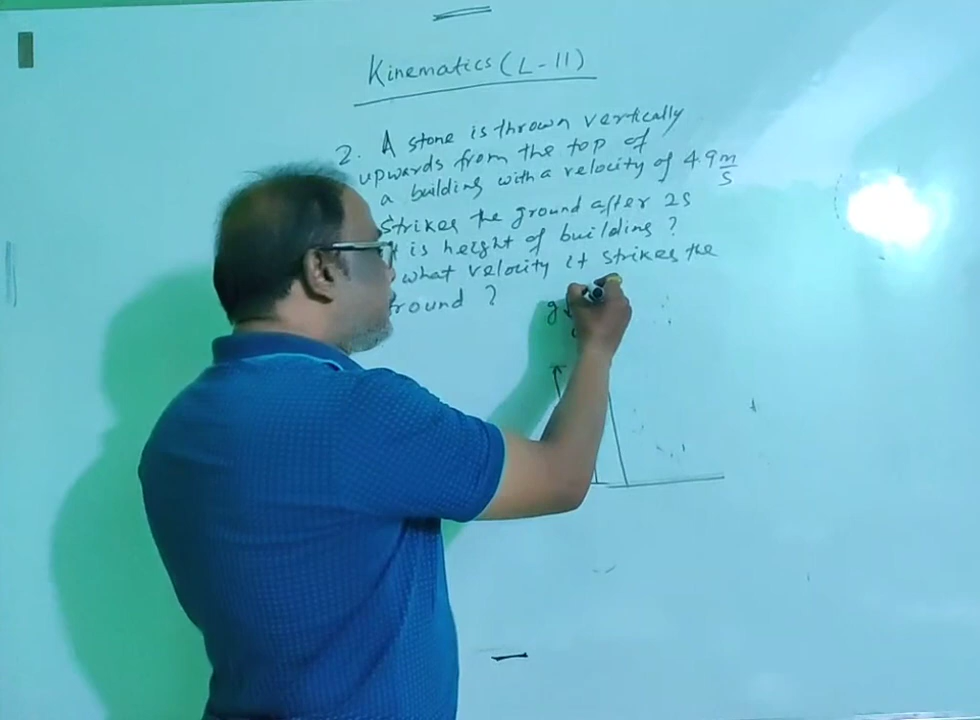 Kinematics (L-11)
2. A stone is thrown vertically
upwards from the top of
a building with a velocity of 4.9 m/s
strikes the ground after 2s
is height of building?
what velocity it strikes the
round?
g